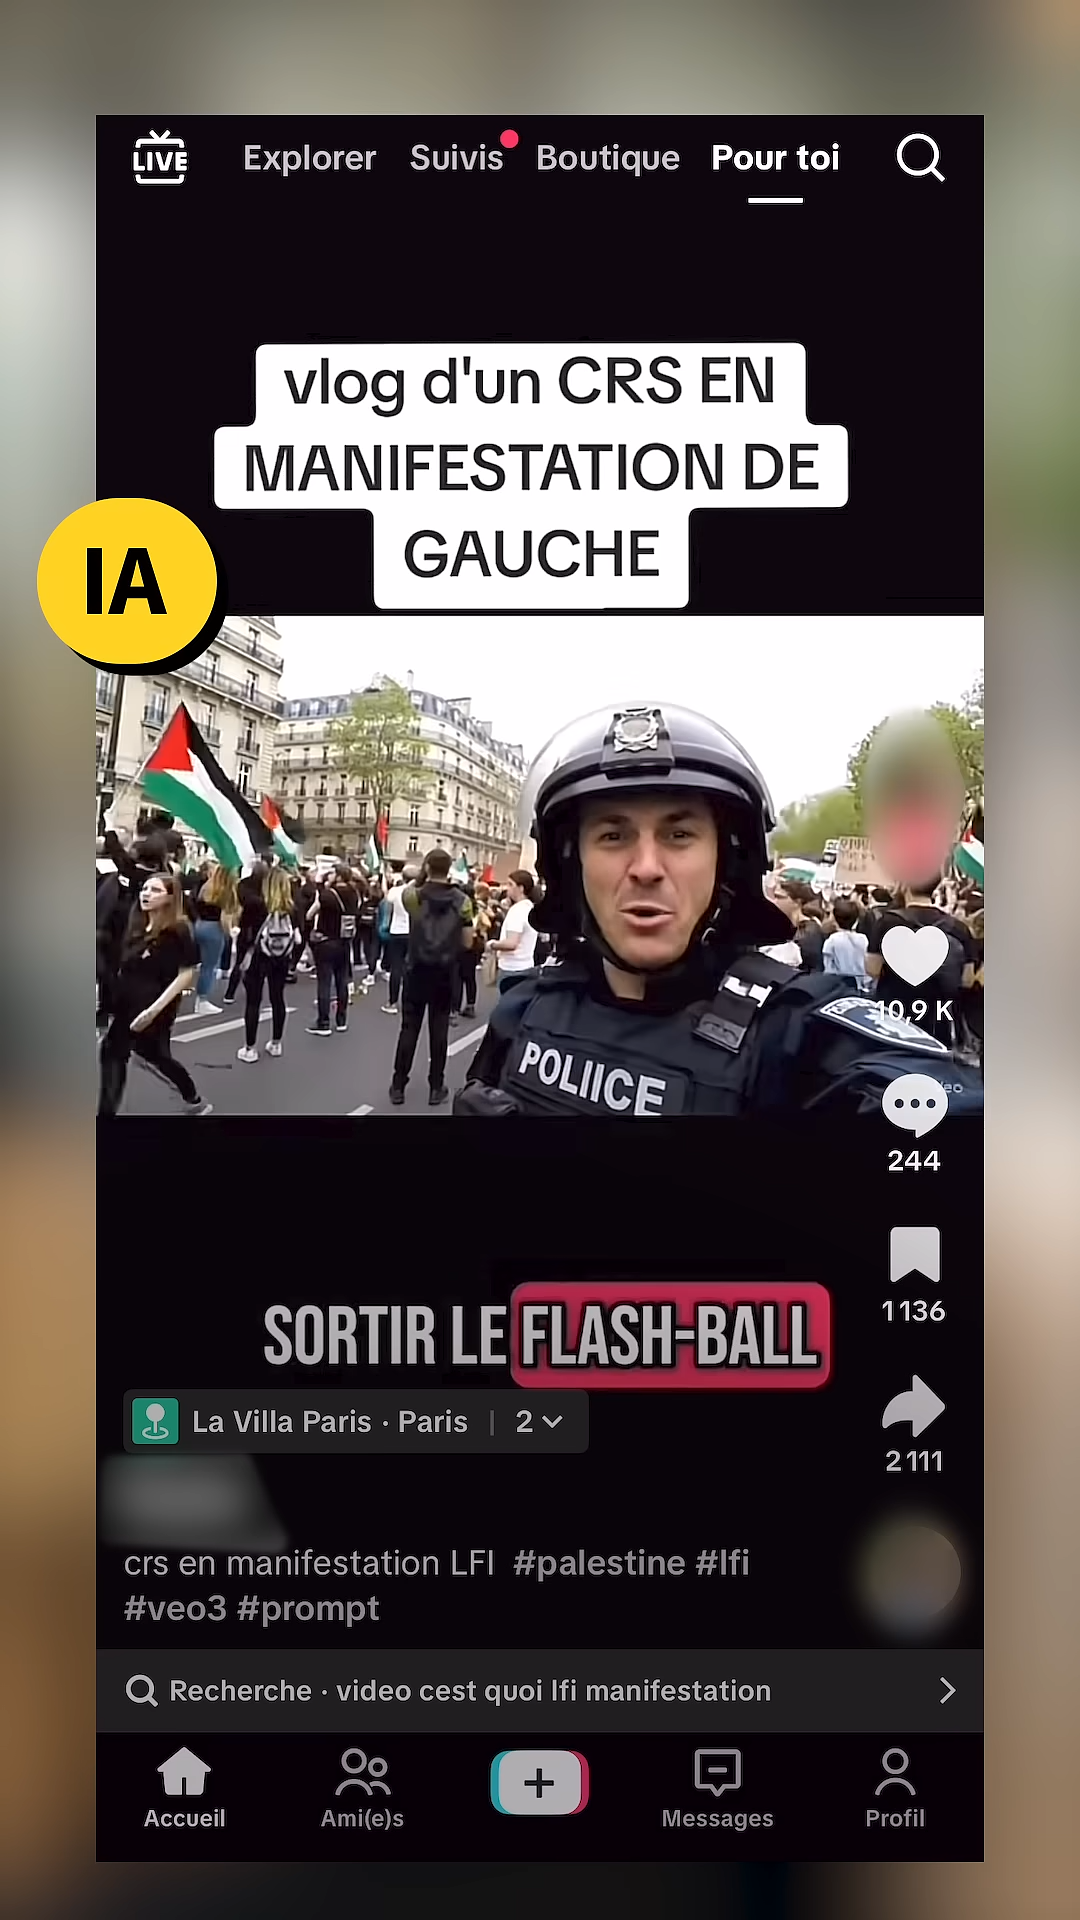 LIVE
Explorer Suivis Boutique Pour toi
vlog d'un CRS EN
MANIFESTATION DE
GAUCHE
IA
POLIICE
10,9 K
244
1136
SORTIR LE FLASH-BALL
La Villa Paris · Paris | 2
2 111
crs en manifestation LFI #palestine #lfi
#veo3 #prompt
Recherche · video cest quoi lfi manifestation
Accueil Ami(e)s Messages Profil